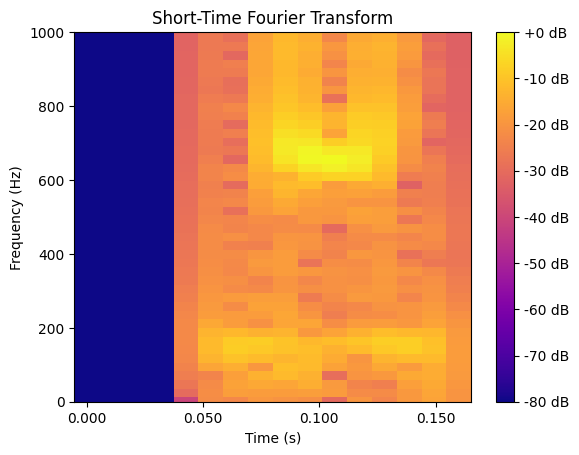 Short-Time Fourier Transform
1000
800
600
400
200
0
Frequency (Hz)
0.000
0.050
0.100
0.150
Time (s)
+0 dB
-10 dB
-20 dB
-30 dB
-40 dB
-50 dB
-60 dB
-70 dB
-80 dB